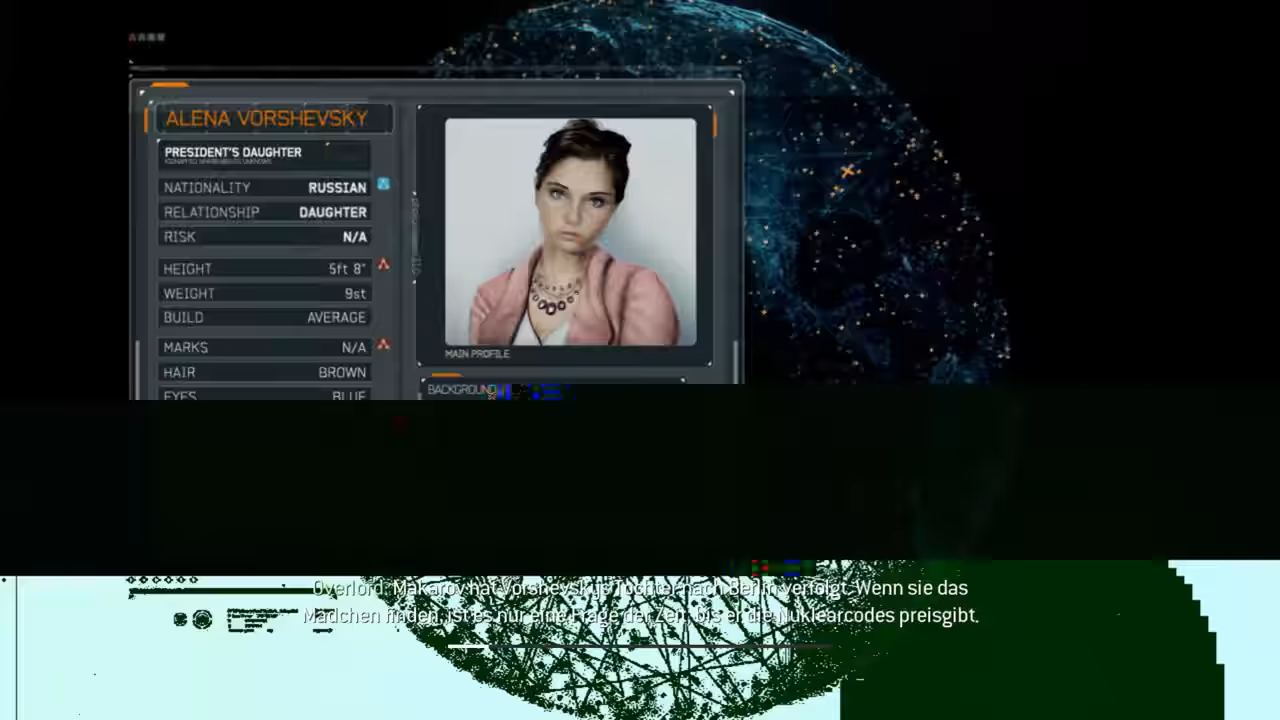 ALENA VORSHEVSKY
PRESIDENT'S DAUGHTER
NATIONALITY RUSSIAN
RELATIONSHIP DAUGHTER
RISK N/A
HEIGHT 5ft 8"
WEIGHT 9st
BUILD AVERAGE
MARKS N/A
HAIR BROWN
EYES BLUE
MAIN PROFILE
BACKGROUND
Overlord: Makarov hat Vorshevskys Tochter nach Berlin verfolgt. Wenn sie das
Mädchen finden, ist es nur eine Frage der Zeit, bis er die Nuklearcodes preisgibt.